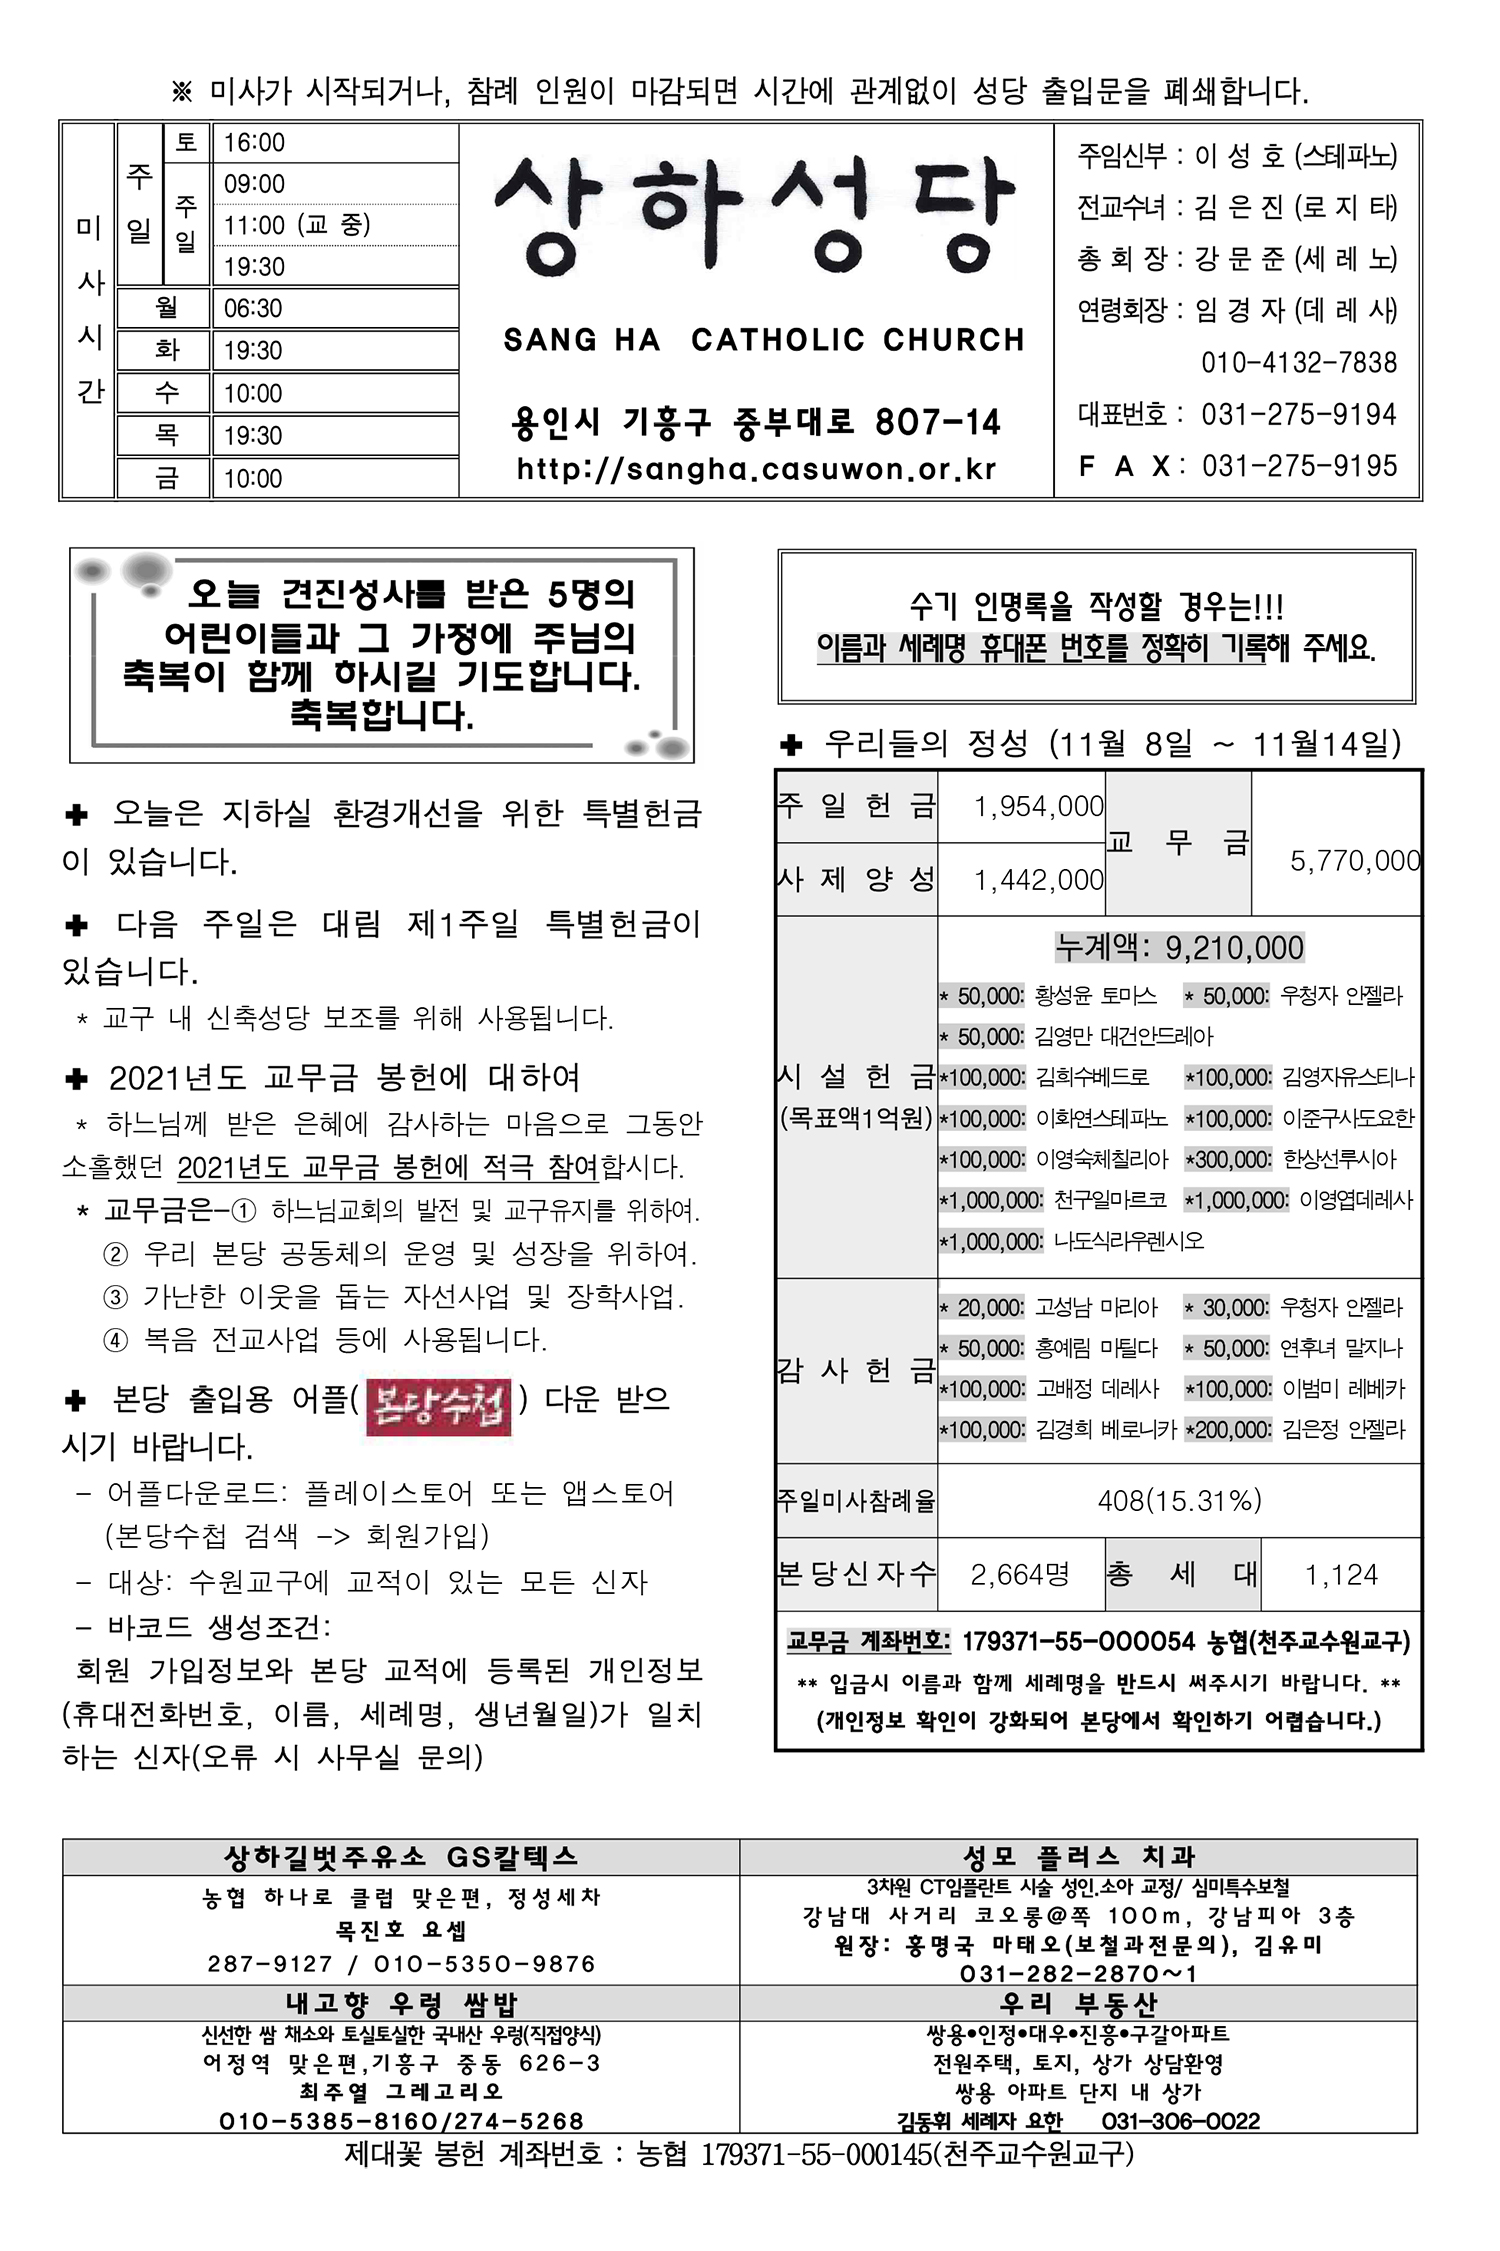 ※ 미사가 시작되거나, 참례 인원이 마감되면 시간에 관계없이 성당 출입문을 폐쇄합니다.
미사시간
주일 토 16:00
주일 09:00
11:00 (교 중)
19:30
월 06:30
화 19:30
수 10:00
목 19:30
금 10:00
상하성당
SANG HA CATHOLIC CHURCH
용인시 기흥구 중부대로 807-14
http://sangha.casuwon.or.kr
주임신부 : 이 성 호 (스테파노)
전교수녀 : 김 은 진 (로 지 타)
총 회 장 : 강 문 준 (세 레 노)
연령회장 : 임 경 자 (데 레 사)
010-4132-7838
대표번호 : 031-275-9194
F A X : 031-275-9195
오늘 견진성사를 받은 5명의
어린이들과 그 가정에 주님의
축복이 함께 하시길 기도합니다.
축복합니다.
✚ 오늘은 지하실 환경개선을 위한 특별헌금
이 있습니다.
✚ 다음 주일은 대림 제1주일 특별헌금이
있습니다.
* 교구 내 신축성당 보조를 위해 사용됩니다.
✚ 2021년도 교무금 봉헌에 대하여
* 하느님께 받은 은혜에 감사하는 마음으로 그동안
소홀했던 2021년도 교무금 봉헌에 적극 참여합시다.
* 교무금은-① 하느님교회의 발전 및 교구유지를 위하여.
② 우리 본당 공동체의 운영 및 성장을 위하여.
③ 가난한 이웃을 돕는 자선사업 및 장학사업.
④ 복음 전교사업 등에 사용됩니다.
✚ 본당 출입용 어플( 본당수첩 ) 다운 받으
시기 바랍니다.
- 어플다운로드: 플레이스토어 또는 앱스토어
(본당수첩 검색 -> 회원가입)
- 대상: 수원교구에 교적이 있는 모든 신자
- 바코드 생성조건:
회원 가입정보와 본당 교적에 등록된 개인정보
(휴대전화번호, 이름, 세례명, 생년월일)가 일치
하는 신자(오류 시 사무실 문의)
수기 인명록을 작성할 경우는!!!
이름과 세례명 휴대폰 번호를 정확히 기록해 주세요.
✚ 우리들의 정성 (11월 8일 ~ 11월14일)
주 일 헌 금 1,954,000 교 무 금 5,770,000
사 제 양 성 1,442,000
시 설 헌 금
(목표액1억원)
누계액: 9,210,000
* 50,000: 황성윤 토마스 * 50,000: 우청자 안젤라
* 50,000: 김영만 대건안드레아
*100,000: 김희수베드로 *100,000: 김영자유스티나
*100,000: 이화연스테파노 *100,000: 이준구사도요한
*100,000: 이영숙체칠리아 *300,000: 한상선루시아
*1,000,000: 천구일마르코 *1,000,000: 이영엽데레사
*1,000,000: 나도식라우렌시오
감 사 헌 금
* 20,000: 고성남 마리아 * 30,000: 우청자 안젤라
* 50,000: 홍예림 마틸다 * 50,000: 연후녀 말지나
*100,000: 고배정 데레사 *100,000: 이범미 레베카
*100,000: 김경희 베로니카 *200,000: 김은정 안젤라
주일미사참례율 408(15.31%)
본당신자수 2,664명 총 세 대 1,124
교무금 계좌번호: 179371-55-000054 농협(천주교수원교구)
** 입금시 이름과 함께 세례명을 반드시 써주시기 바랍니다. **
(개인정보 확인이 강화되어 본당에서 확인하기 어렵습니다.)
상하길벗주유소 GS칼텍스
농협 하나로 클럽 맞은편, 정성세차
목진호 요셉
287-9127 / 010-5350-9876
성모 플러스 치과
3차원 CT임플란트 시술 성인.소아 교정/ 심미특수보철
강남대 사거리 코오롱@쪽 100m, 강남피아 3층
원장: 홍명국 마태오(보철과전문의), 김유미
031-282-2870~1
내고향 우렁 쌈밥
신선한 쌈 채소와 토실토실한 국내산 우렁(직접양식)
어정역 맞은편,기흥구 중동 626-3
최주열 그레고리오
010-5385-8160/274-5268
우리 부동산
쌍용•인정•대우•진흥•구갈아파트
전원주택, 토지, 상가 상담환영
쌍용 아파트 단지 내 상가
김동휘 세례자 요한 031-306-0022
제대꽃 봉헌 계좌번호 : 농협 179371-55-000145(천주교수원교구)